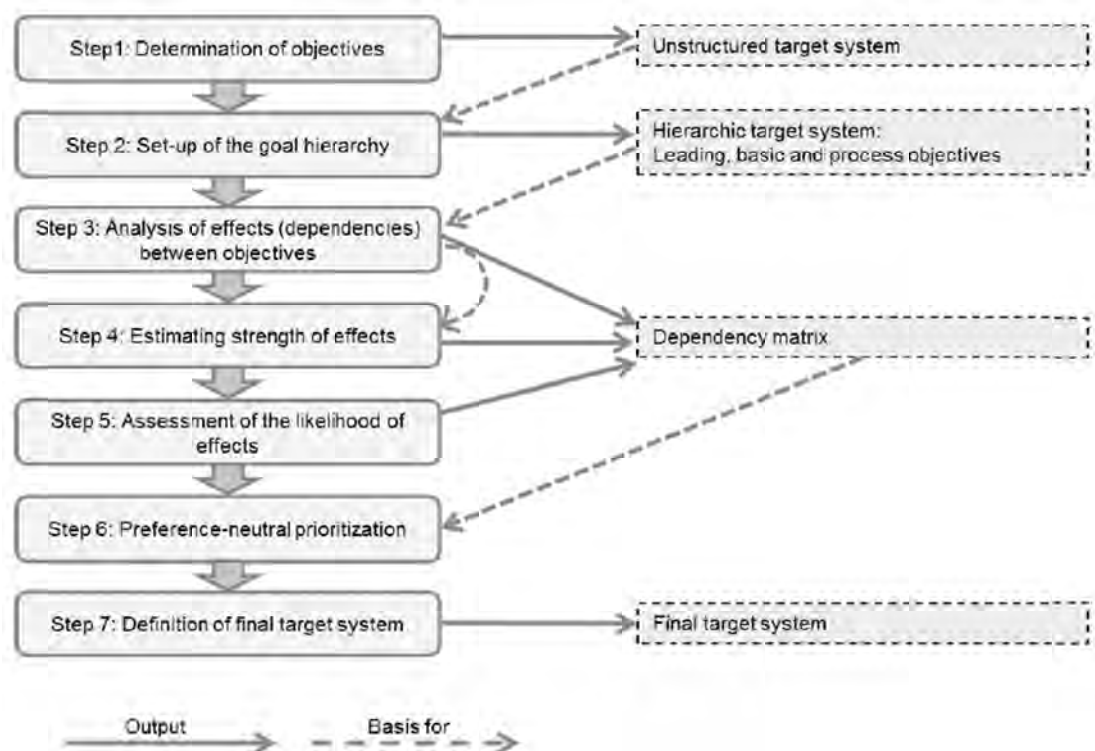 Step1: Determination of objectives
Unstructured target system
Step 2: Set-up of the goal hierarchy
Hierarchic target system:
Leading, basic and process objectives
Step 3: Analysis of effects (dependencies)
between objectives
Step 4: Estimating strength of effects
Dependency matrix
Step 5: Assessment of the likelihood of
effects
Step 6: Preference-neutral prioritization
Step 7: Definition of final target system
Final target system
Output
Basis for